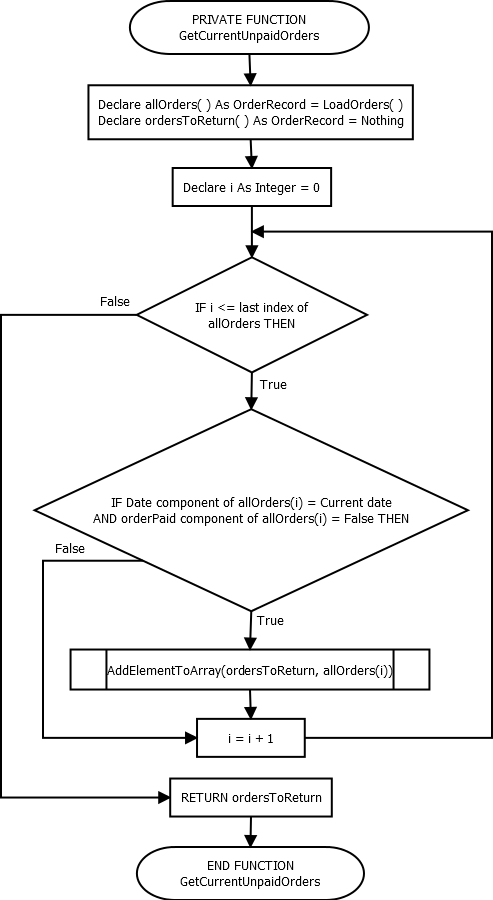 PRIVATE FUNCTION
GetCurrentUnpaidOrders
Declare allOrders( ) As OrderRecord = LoadOrders( )
Declare ordersToReturn( ) As OrderRecord = Nothing
Declare i As Integer = 0
False
IF i <= last index of
allOrders THEN
True
IF Date component of allOrders(i) = Current date
AND orderPaid component of allOrders(i) = False THEN
False
True
AddElementToArray(ordersToReturn, allOrders(i))
i = i + 1
RETURN ordersToReturn
END FUNCTION
GetCurrentUnpaidOrders